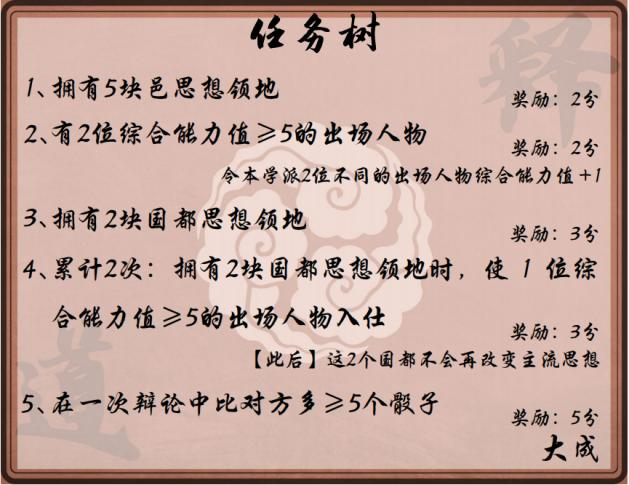 任务树
释
1、拥有5块邑思想领地
奖励：2分
2、有2位综合能力值≥5的出场人物
奖励：2分
令本学派2位不同的出场人物综合能力值+1
3、拥有2块国都思想领地
奖励：3分
4、累计2次：拥有2块国都思想领地时，使1位综
合能力值≥5的出场人物入仕
奖励：3分
【此后】这2个国都不会再改变主流思想
道
5、在一次辩论中比对方多≥5个骰子
奖励：5分
大成